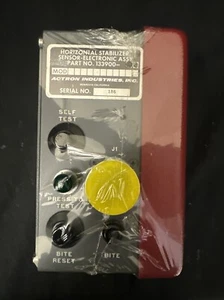 HORIZONTAL STABILIZER
SENSOR-ELECTRONIC ASSY
PART NO. 133900-
MOD
ACTRON INDUSTRIES, INC.
SERIAL NO.
SELF
TEST
J1
PRESS TO
TEST
BITE
RESET
BITE